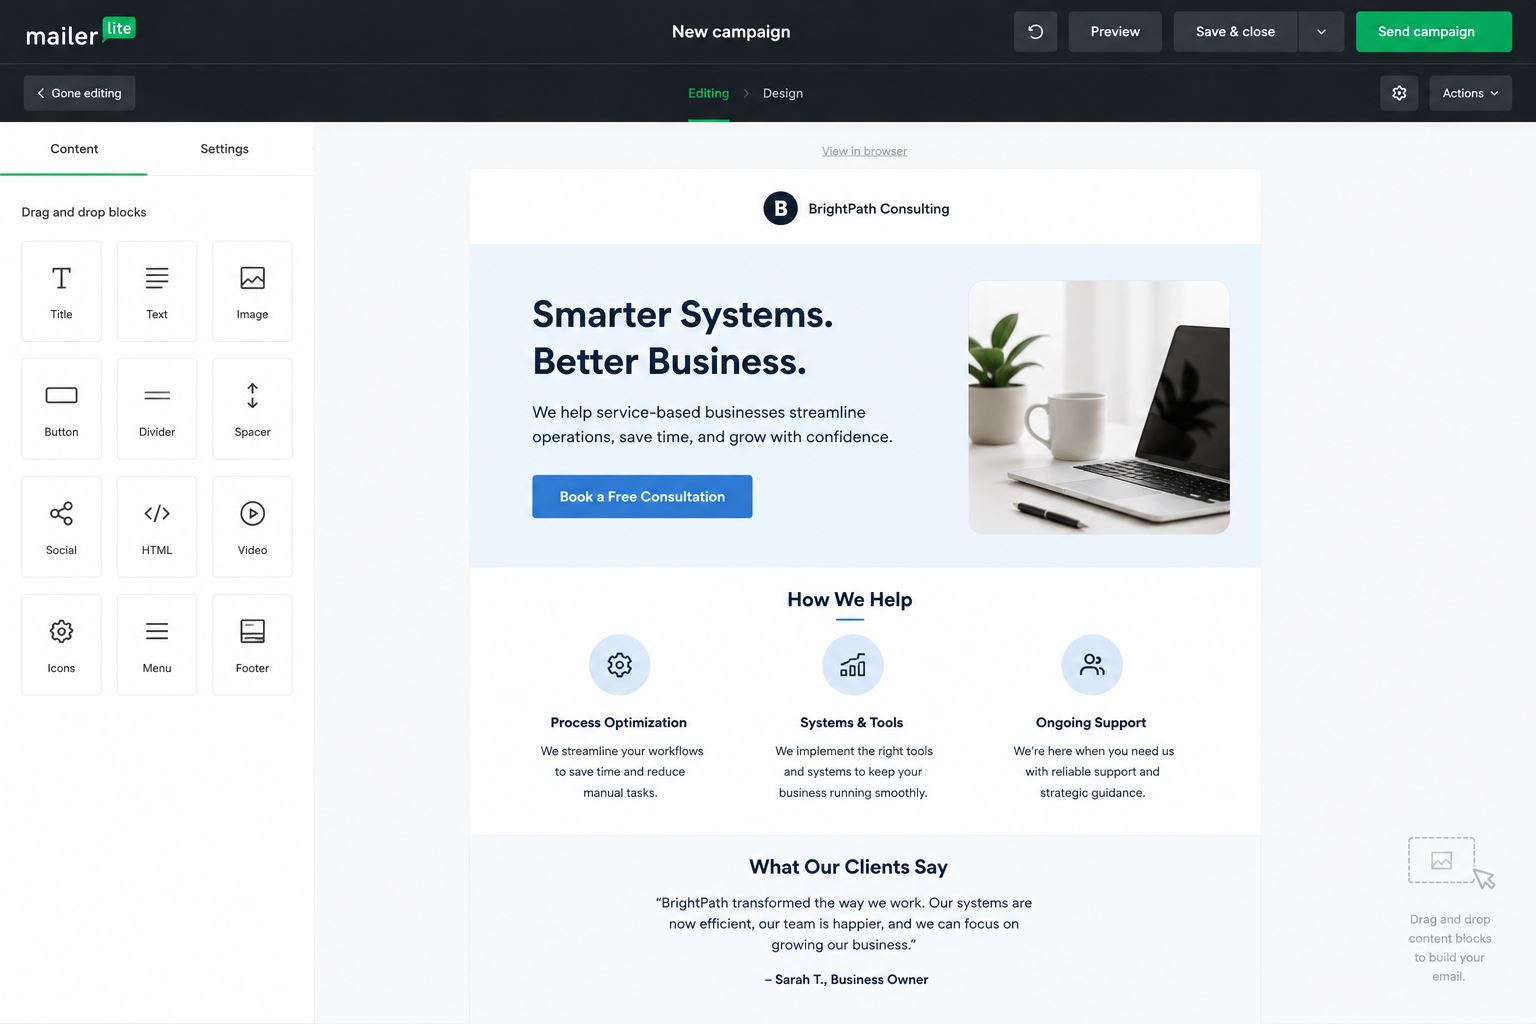 mailer lite
New campaign
Preview
Save & close
Send campaign
Gone editing
Editing
Design
Actions
Content
Settings
Drag and drop blocks
Title
Text
Image
Button
Divider
Spacer
Social
HTML
Video
Icons
Menu
Footer
View in browser
B BrightPath Consulting
Smarter Systems.
Better Business.
We help service-based businesses streamline
operations, save time, and grow with confidence.
Book a Free Consultation
How We Help
Process Optimization
We streamline your workflows
to save time and reduce
manual tasks.
Systems & Tools
We implement the right tools
and systems to keep your
business running smoothly.
Ongoing Support
We're here when you need us
with reliable support and
strategic guidance.
What Our Clients Say
“BrightPath transformed the way we work. Our systems are
now efficient, our team is happier, and we can focus on
growing our business.”
– Sarah T., Business Owner
Drag and drop
content blocks
to build your
email.